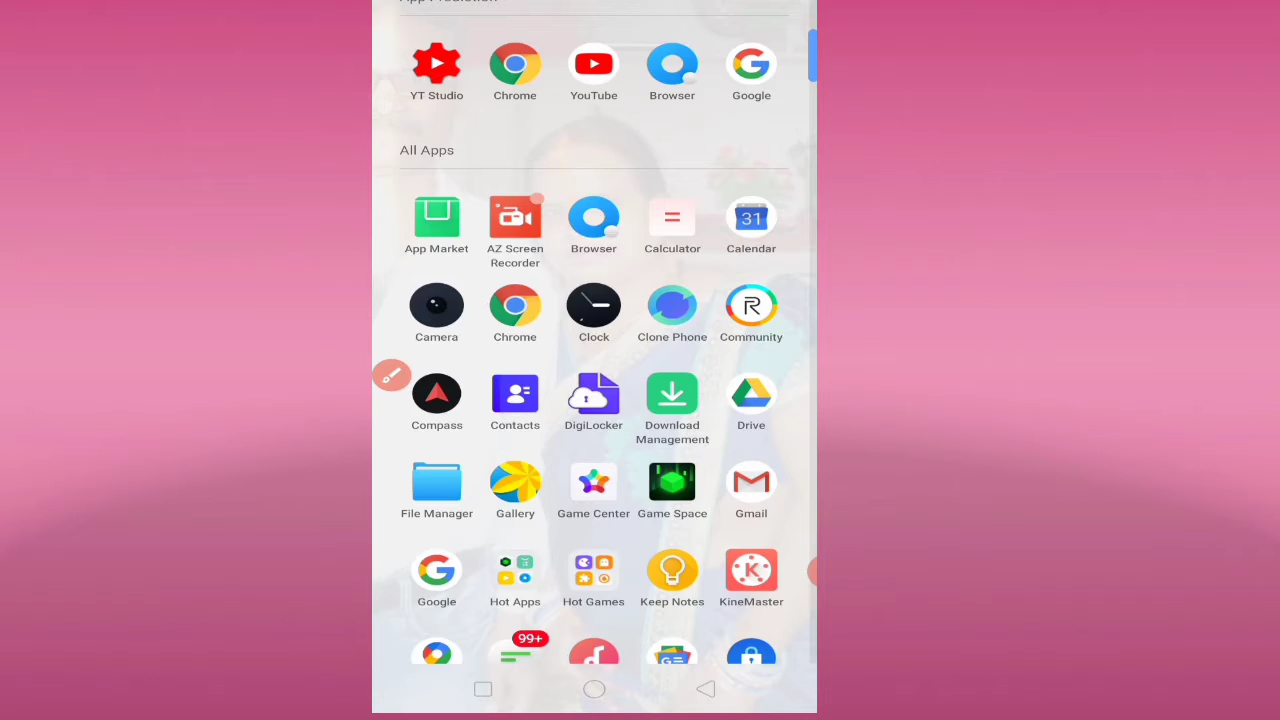 App Prediction
YT Studio Chrome YouTube Browser Google
All Apps
App Market AZ Screen Recorder Browser Calculator 31 Calendar
Camera Chrome Clock Clone Phone R Community
Compass Contacts DigiLocker Download Management Drive
File Manager Gallery Game Center Game Space Gmail
Google Hot Apps Hot Games Keep Notes K KineMaster
99+